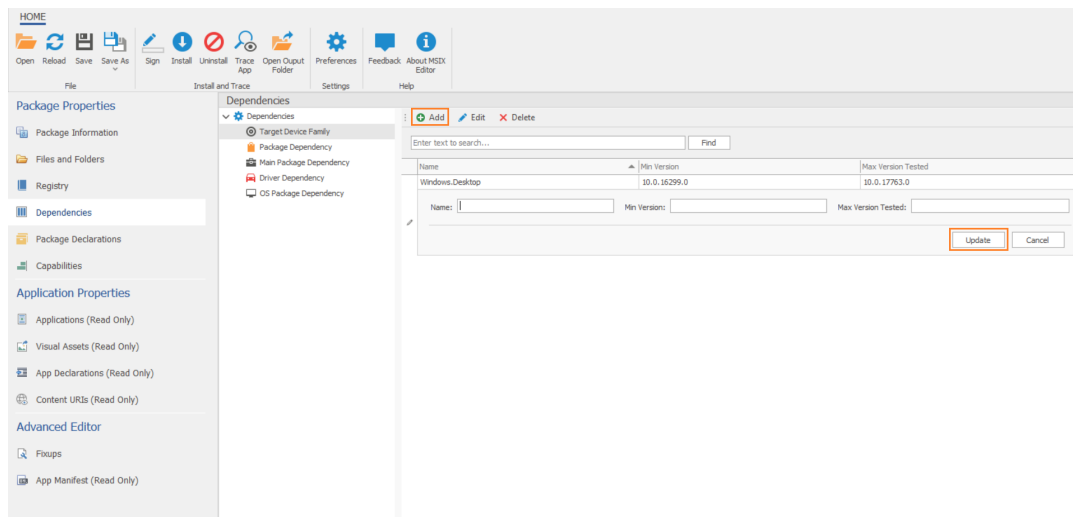 HOME
Open Reload Save Save As Sign Install Uninstall Trace App Open Ouput Folder Preferences Feedback About MSIX Editor
File Install and Trace Settings Help
Package Properties
Package Information
Files and Folders
Registry
Dependencies
Package Declarations
Capabilities
Application Properties
Applications (Read Only)
Visual Assets (Read Only)
App Declarations (Read Only)
Content URIs (Read Only)
Advanced Editor
Fixups
App Manifest (Read Only)
Dependencies
Dependencies
Target Device Family
Package Dependency
Main Package Dependency
Driver Dependency
OS Package Dependency
Add Edit Delete
Enter text to search... Find
Name Min Version Max Version Tested
Windows.Desktop 10.0.16299.0 10.0.17763.0
Name: Min Version: Max Version Tested:
Update Cancel